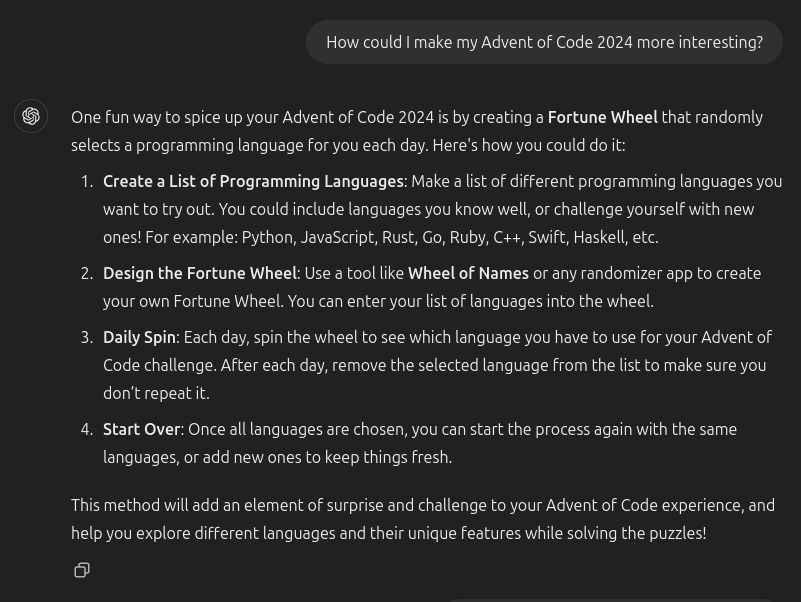 How could I make my Advent of Code 2024 more interesting?
One fun way to spice up your Advent of Code 2024 is by creating a Fortune Wheel that randomly
selects a programming language for you each day. Here's how you could do it:
1. Create a List of Programming Languages: Make a list of different programming languages you
want to try out. You could include languages you know well, or challenge yourself with new
ones! For example: Python, JavaScript, Rust, Go, Ruby, C++, Swift, Haskell, etc.
2. Design the Fortune Wheel: Use a tool like Wheel of Names or any randomizer app to create
your own Fortune Wheel. You can enter your list of languages into the wheel.
3. Daily Spin: Each day, spin the wheel to see which language you have to use for your Advent of
Code challenge. After each day, remove the selected language from the list to make sure you
don’t repeat it.
4. Start Over: Once all languages are chosen, you can start the process again with the same
languages, or add new ones to keep things fresh.
This method will add an element of surprise and challenge to your Advent of Code experience, and
help you explore different languages and their unique features while solving the puzzles!